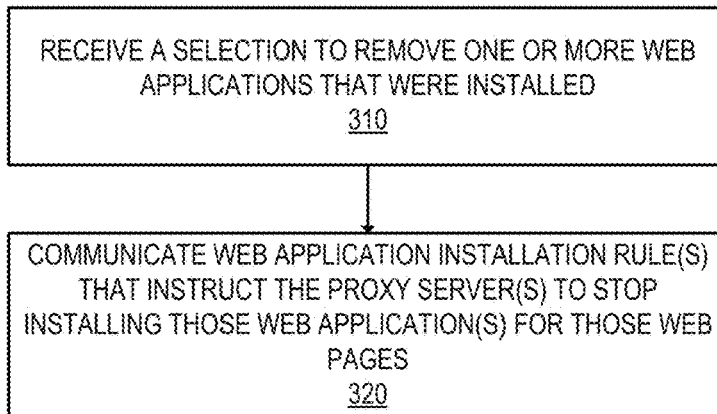 RECEIVE A SELECTION TO REMOVE ONE OR MORE WEB
APPLICATIONS THAT WERE INSTALLED
310
COMMUNICATE WEB APPLICATION INSTALLATION RULE(S)
THAT INSTRUCT THE PROXY SERVER(S) TO STOP
INSTALLING THOSE WEB APPLICATION(S) FOR THOSE WEB
PAGES
320